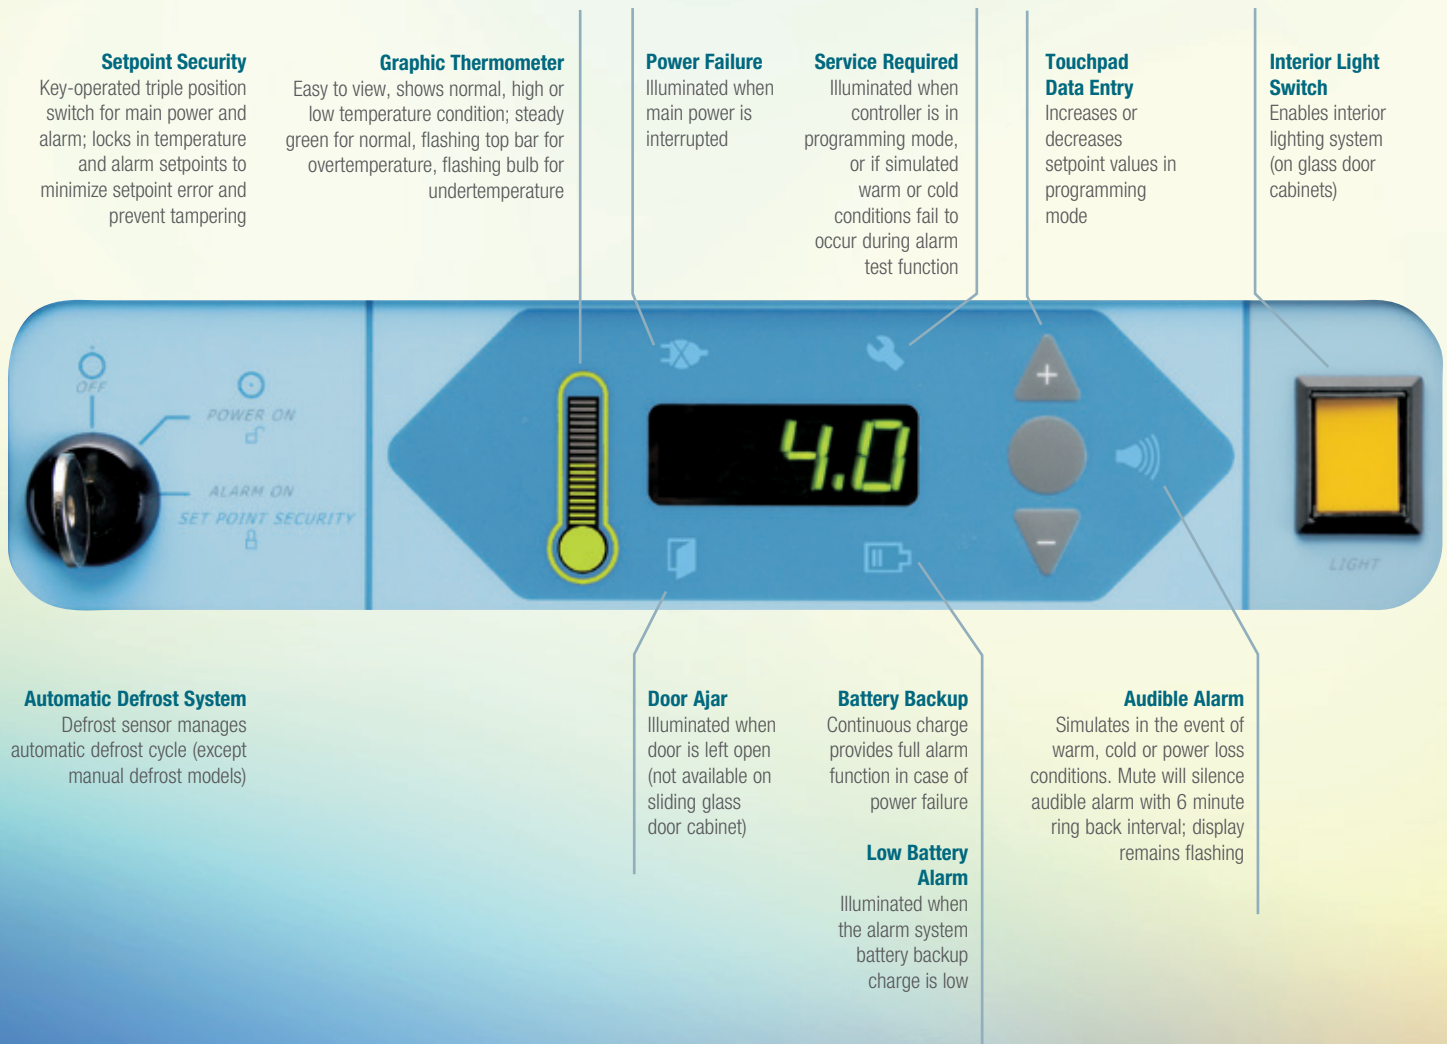 Setpoint Security
Key-operated triple position
switch for main power and
alarm; locks in temperature
and alarm setpoints to
minimize setpoint error and
prevent tampering
Graphic Thermometer
Easy to view, shows normal, high or
low temperature condition; steady
green for normal, flashing top bar for
overtemperature, flashing bulb for
undertemperature
Power Failure
Illuminated when
main power is
interrupted
Service Required
Illuminated when
controller is in
programming mode,
or if simulated
warm or cold
conditions fail to
occur during alarm
test function
Touchpad
Data Entry
Increases or
decreases
setpoint values in
programming
mode
Interior Light
Switch
Enables interior
lighting system
(on glass door
cabinets)
OFF
POWER ON
ALARM ON
SET POINT SECURITY
4.0
+
−
LIGHT
Automatic Defrost System
Defrost sensor manages
automatic defrost cycle (except
manual defrost models)
Door Ajar
Illuminated when
door is left open
(not available on
sliding glass
door cabinet)
Battery Backup
Continuous charge
provides full alarm
function in case of
power failure
Low Battery
Alarm
Illuminated when
the alarm system
battery backup
charge is low
Audible Alarm
Simulates in the event of
warm, cold or power loss
conditions. Mute will silence
audible alarm with 6 minute
ring back interval; display
remains flashing